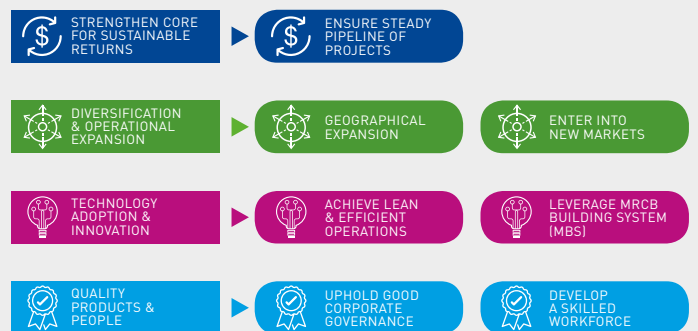 STRENGTHEN CORE
FOR SUSTAINABLE
RETURNS
ENSURE STEADY
PIPELINE OF
PROJECTS
DIVERSIFICATION
& OPERATIONAL
EXPANSION
GEOGRAPHICAL
EXPANSION
ENTER INTO
NEW MARKETS
TECHNOLOGY
ADOPTION &
INNOVATION
ACHIEVE LEAN
& EFFICIENT
OPERATIONS
LEVERAGE MRCB
BUILDING SYSTEM
(MBS)
QUALITY
PRODUCTS &
PEOPLE
UPHOLD GOOD
CORPORATE
GOVERNANCE
DEVELOP
A SKILLED
WORKFORCE